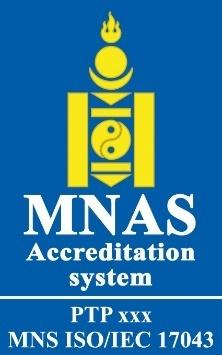 MNAS
Accreditation
system
PTP xxx
MNS ISO/IEC 17043